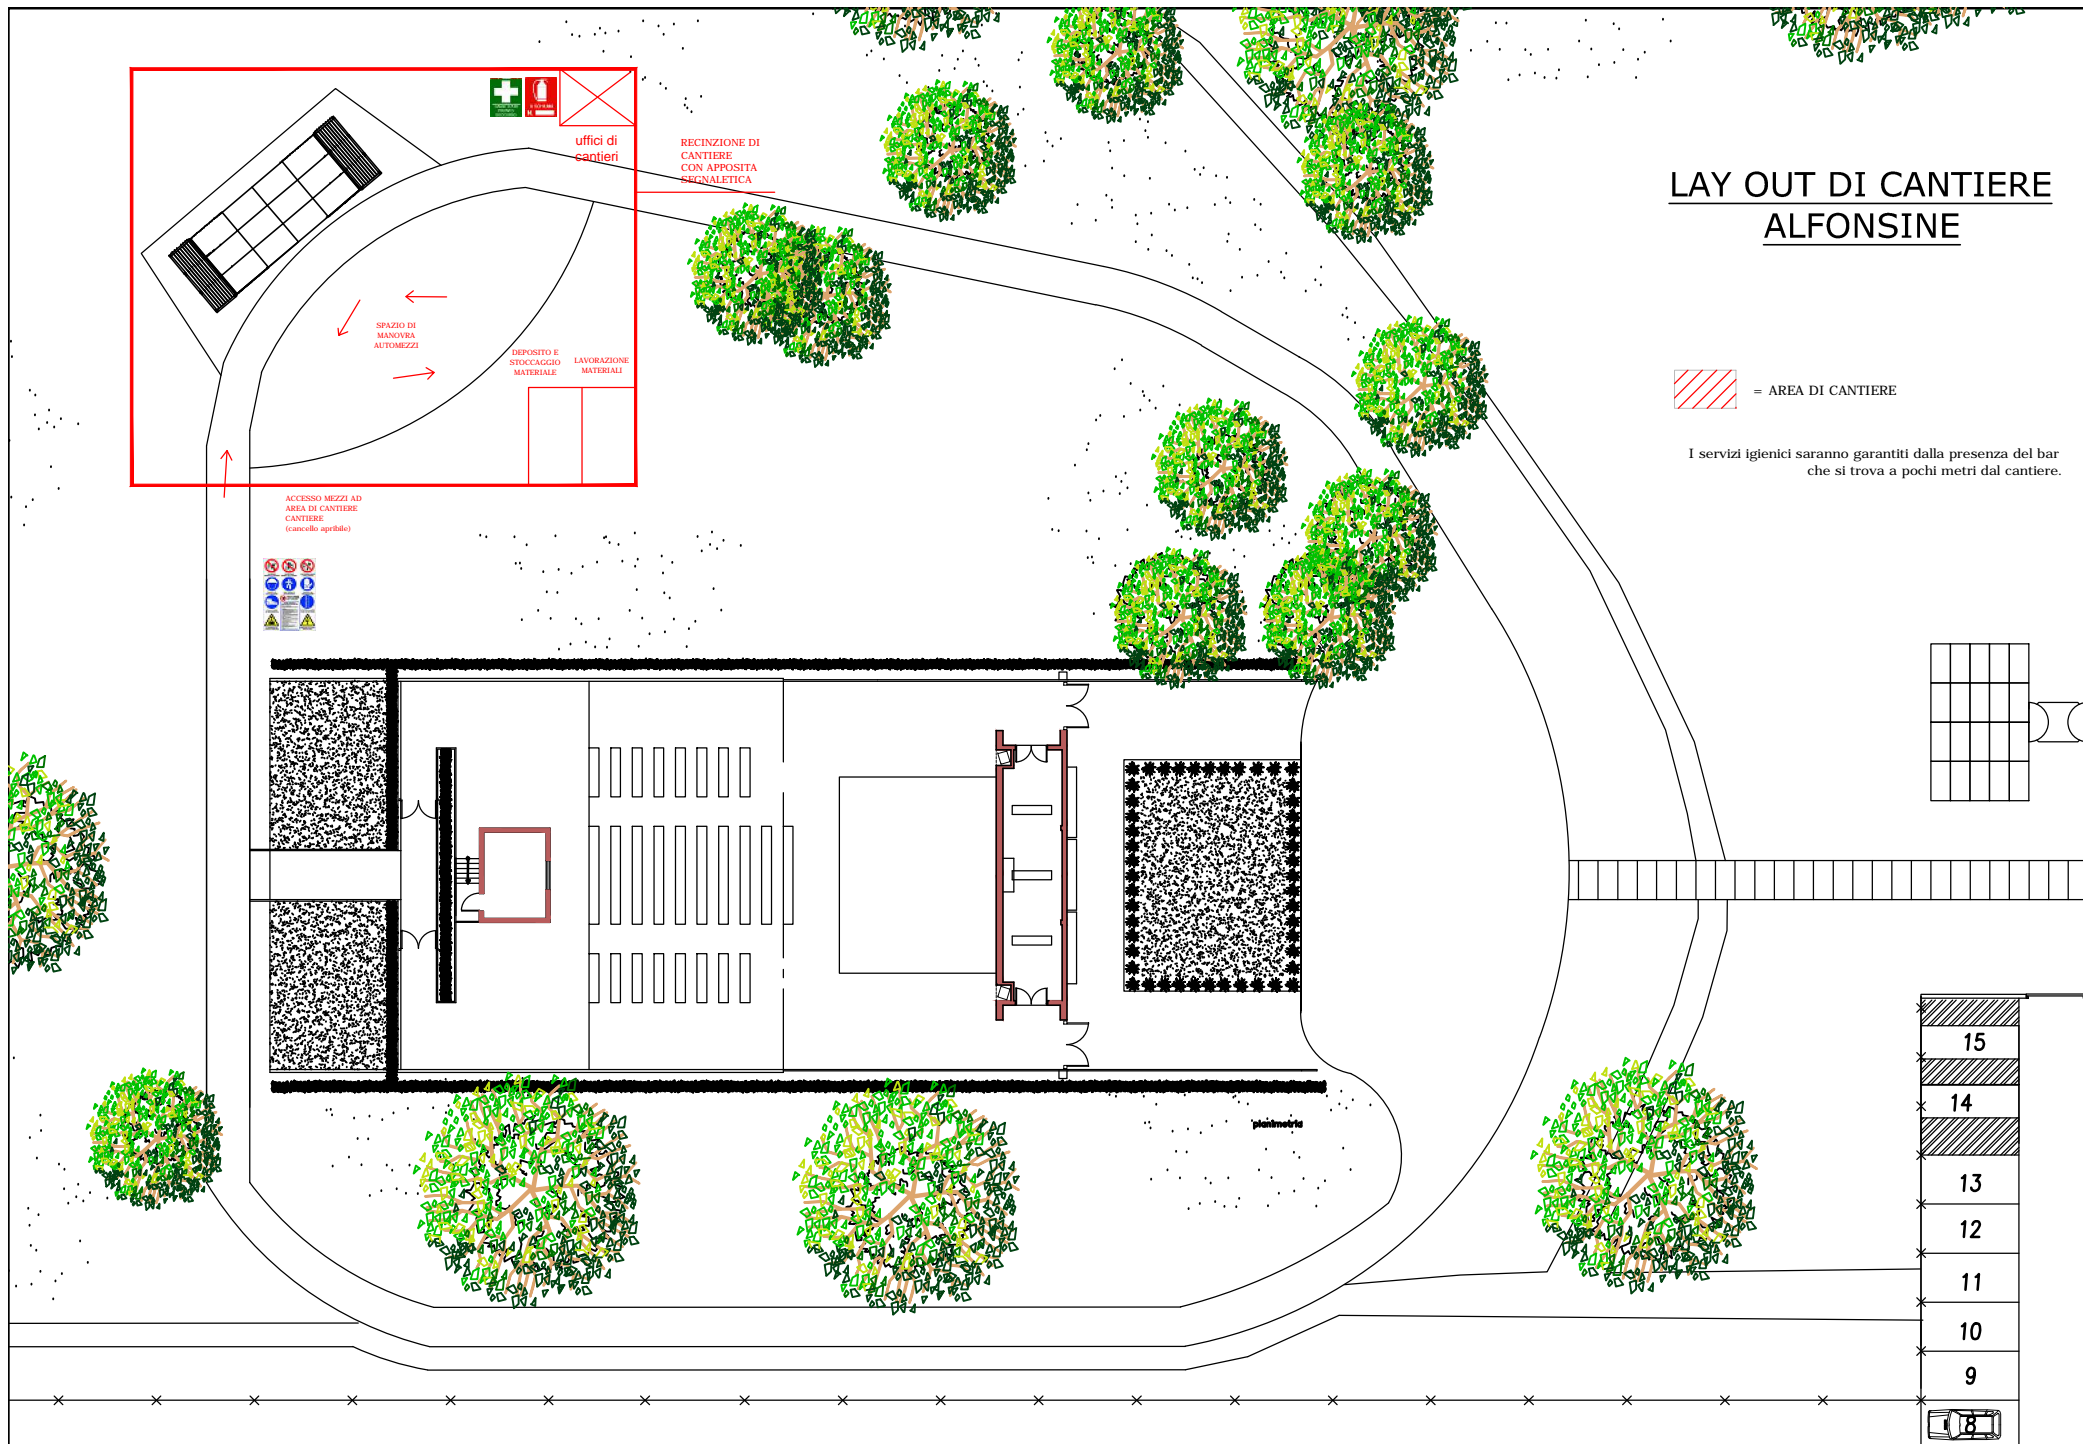 LAY OUT DI CANTIERE
ALFONSINE
uffici di
cantieri
RECINZIONE DI
CANTIERE
CON APPOSITA
SEGNALETICA
SPAZIO DI
MANOVRA
AUTOMEZZI
DEPOSITO E
STOCCAGGIO
MATERIALE
LAVORAZIONE
MATERIALI
= AREA DI CANTIERE
I servizi igienici saranno garantiti dalla presenza del bar
che si trova a pochi metri dal cantiere.
ACCESSO MEZZI AD
AREA DI CANTIERE
CANTIERE
(cancello apribile)
planimetria
15
14
13
12
11
10
9
8